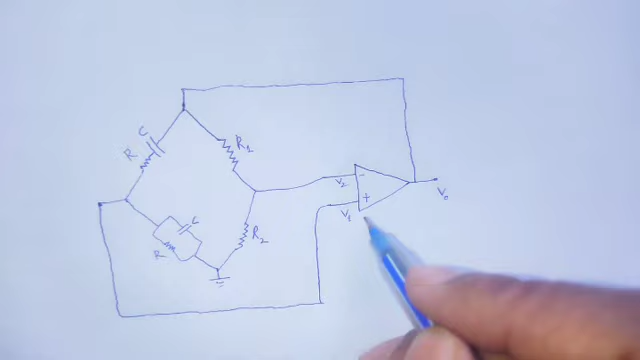 C
R
R₁
V₂
-
+
V₁
V₀
C
R
R₂